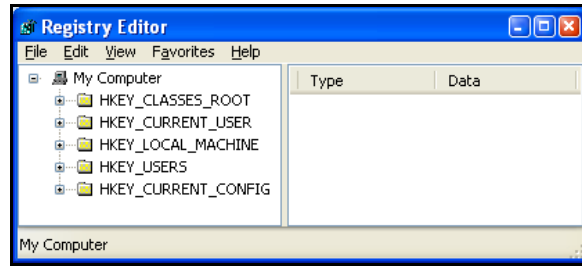 Registry Editor
File Edit View Favorites Help
My Computer
HKEY_CLASSES_ROOT
HKEY_CURRENT_USER
HKEY_LOCAL_MACHINE
HKEY_USERS
HKEY_CURRENT_CONFIG
Type Data
My Computer